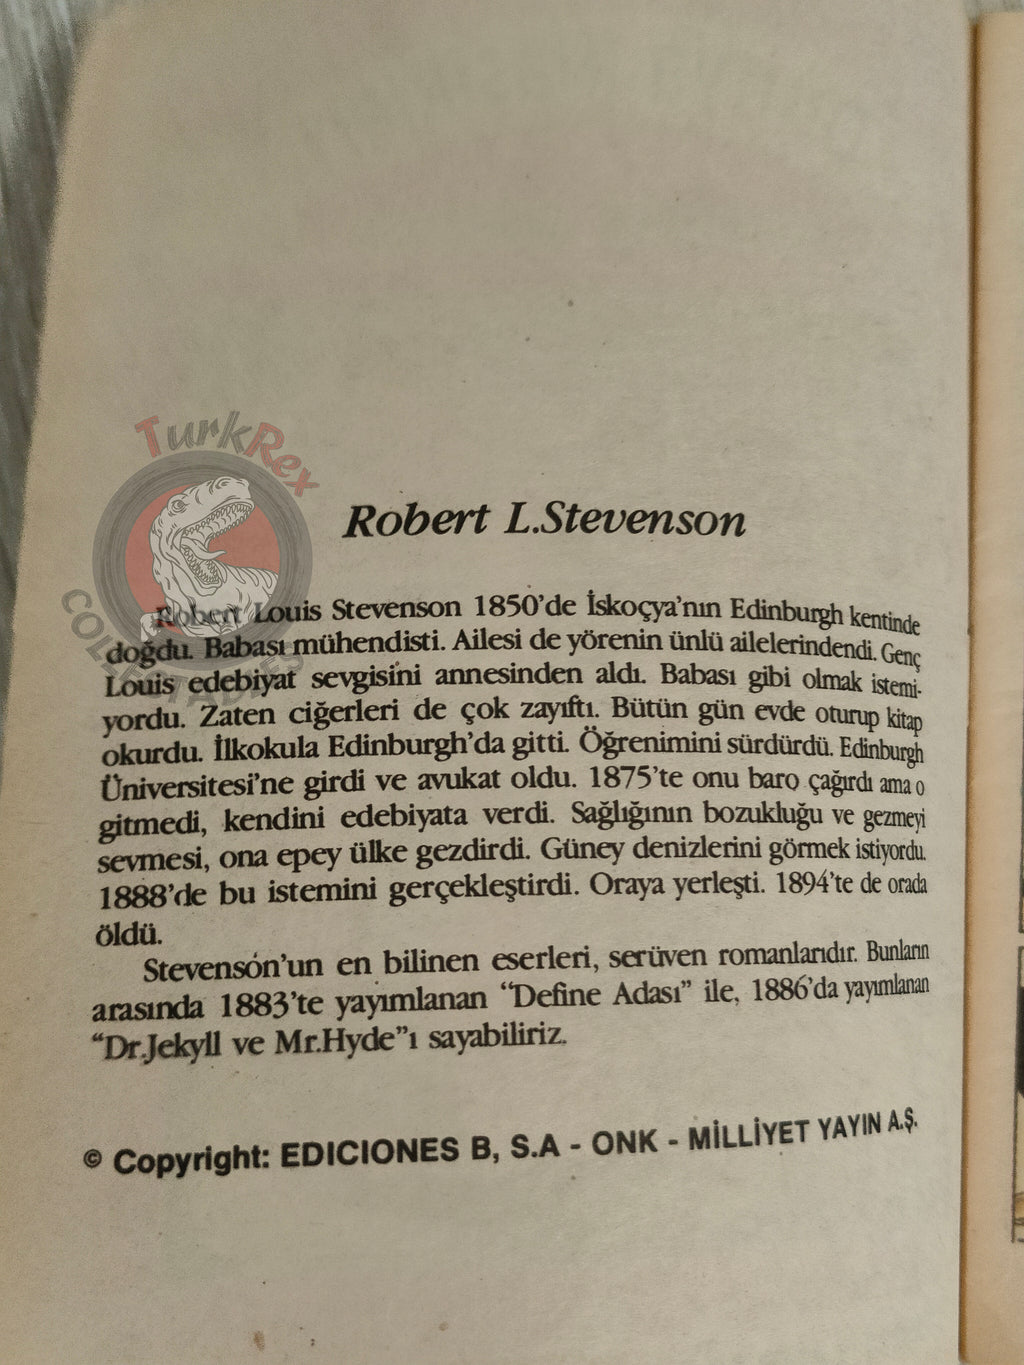 TurkRex
COLLECTABLES
Robert L.Stevenson
Robert Louis Stevenson 1850'de İskoçya'nın Edinburgh kentinde
doğdu. Babası mühendisti. Ailesi de yörenin ünlü ailelerindendi. Genç
Louis edebiyat sevgisini annesinden aldı. Babası gibi olmak istemi-
yordu. Zaten ciğerleri de çok zayıftı. Bütün gün evde oturup kitap
okurdu. İlkokula Edinburgh'da gitti. Öğrenimini sürdürdü. Edinburgh
Üniversitesi'ne girdi ve avukat oldu. 1875'te onu baro çağırdı ama o
gitmedi, kendini edebiyata verdi. Sağlığının bozukluğu ve gezmeyi
sevmesi, ona epey ülke gezdirdi. Güney denizlerini görmek istiyordu.
1888'de bu istemini gerçekleştirdi. Oraya yerleşti. 1894'te de orada
öldü.
Stevenson'un en bilinen eserleri, serüven romanlarıdır. Bunların
arasında 1883'te yayımlanan "Define Adası" ile, 1886'da yayımlanan
"Dr.Jekyll ve Mr.Hyde"ı sayabiliriz.
© Copyright: EDICIONES B, S.A - ONK - MİLLİYET YAYIN A.Ş.